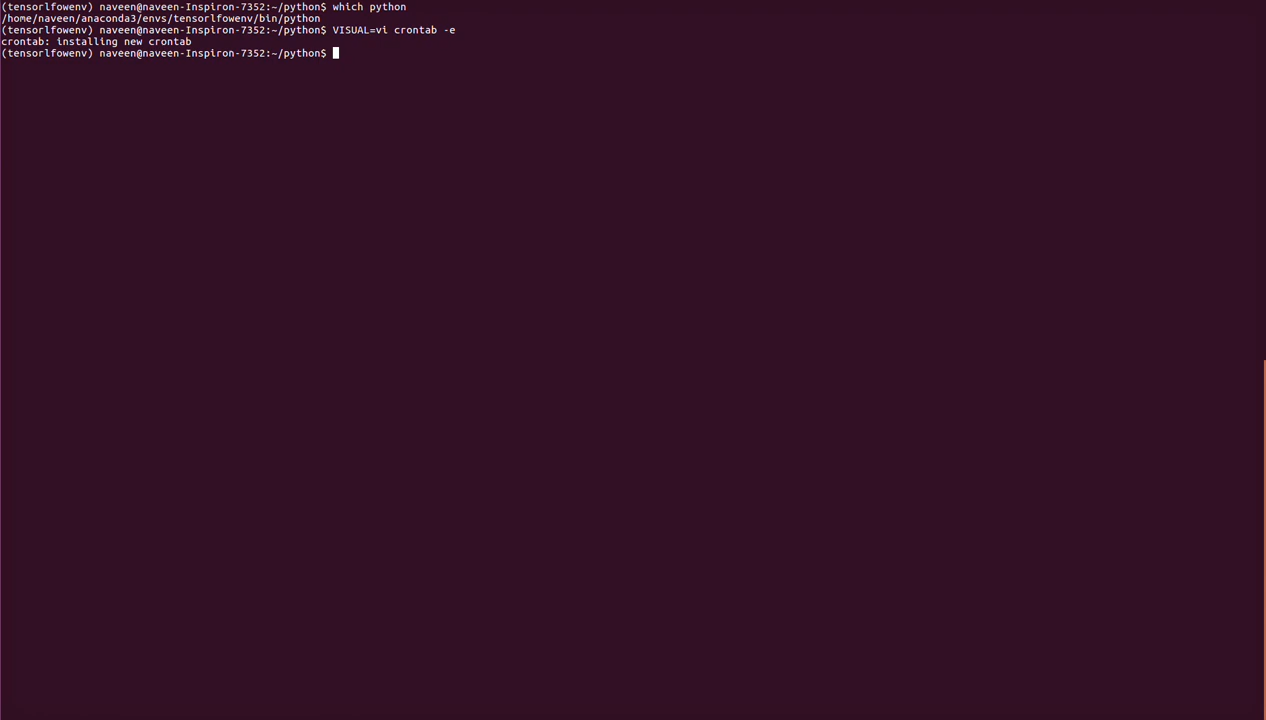 (tensorlfowenv) naveen@naveen-Inspiron-7352:~/python$ which python
/home/naveen/anaconda3/envs/tensorlfowenv/bin/python
(tensorlfowenv) naveen@naveen-Inspiron-7352:~/python$ VISUAL=vi crontab -e
crontab: installing new crontab
(tensorlfowenv) naveen@naveen-Inspiron-7352:~/python$